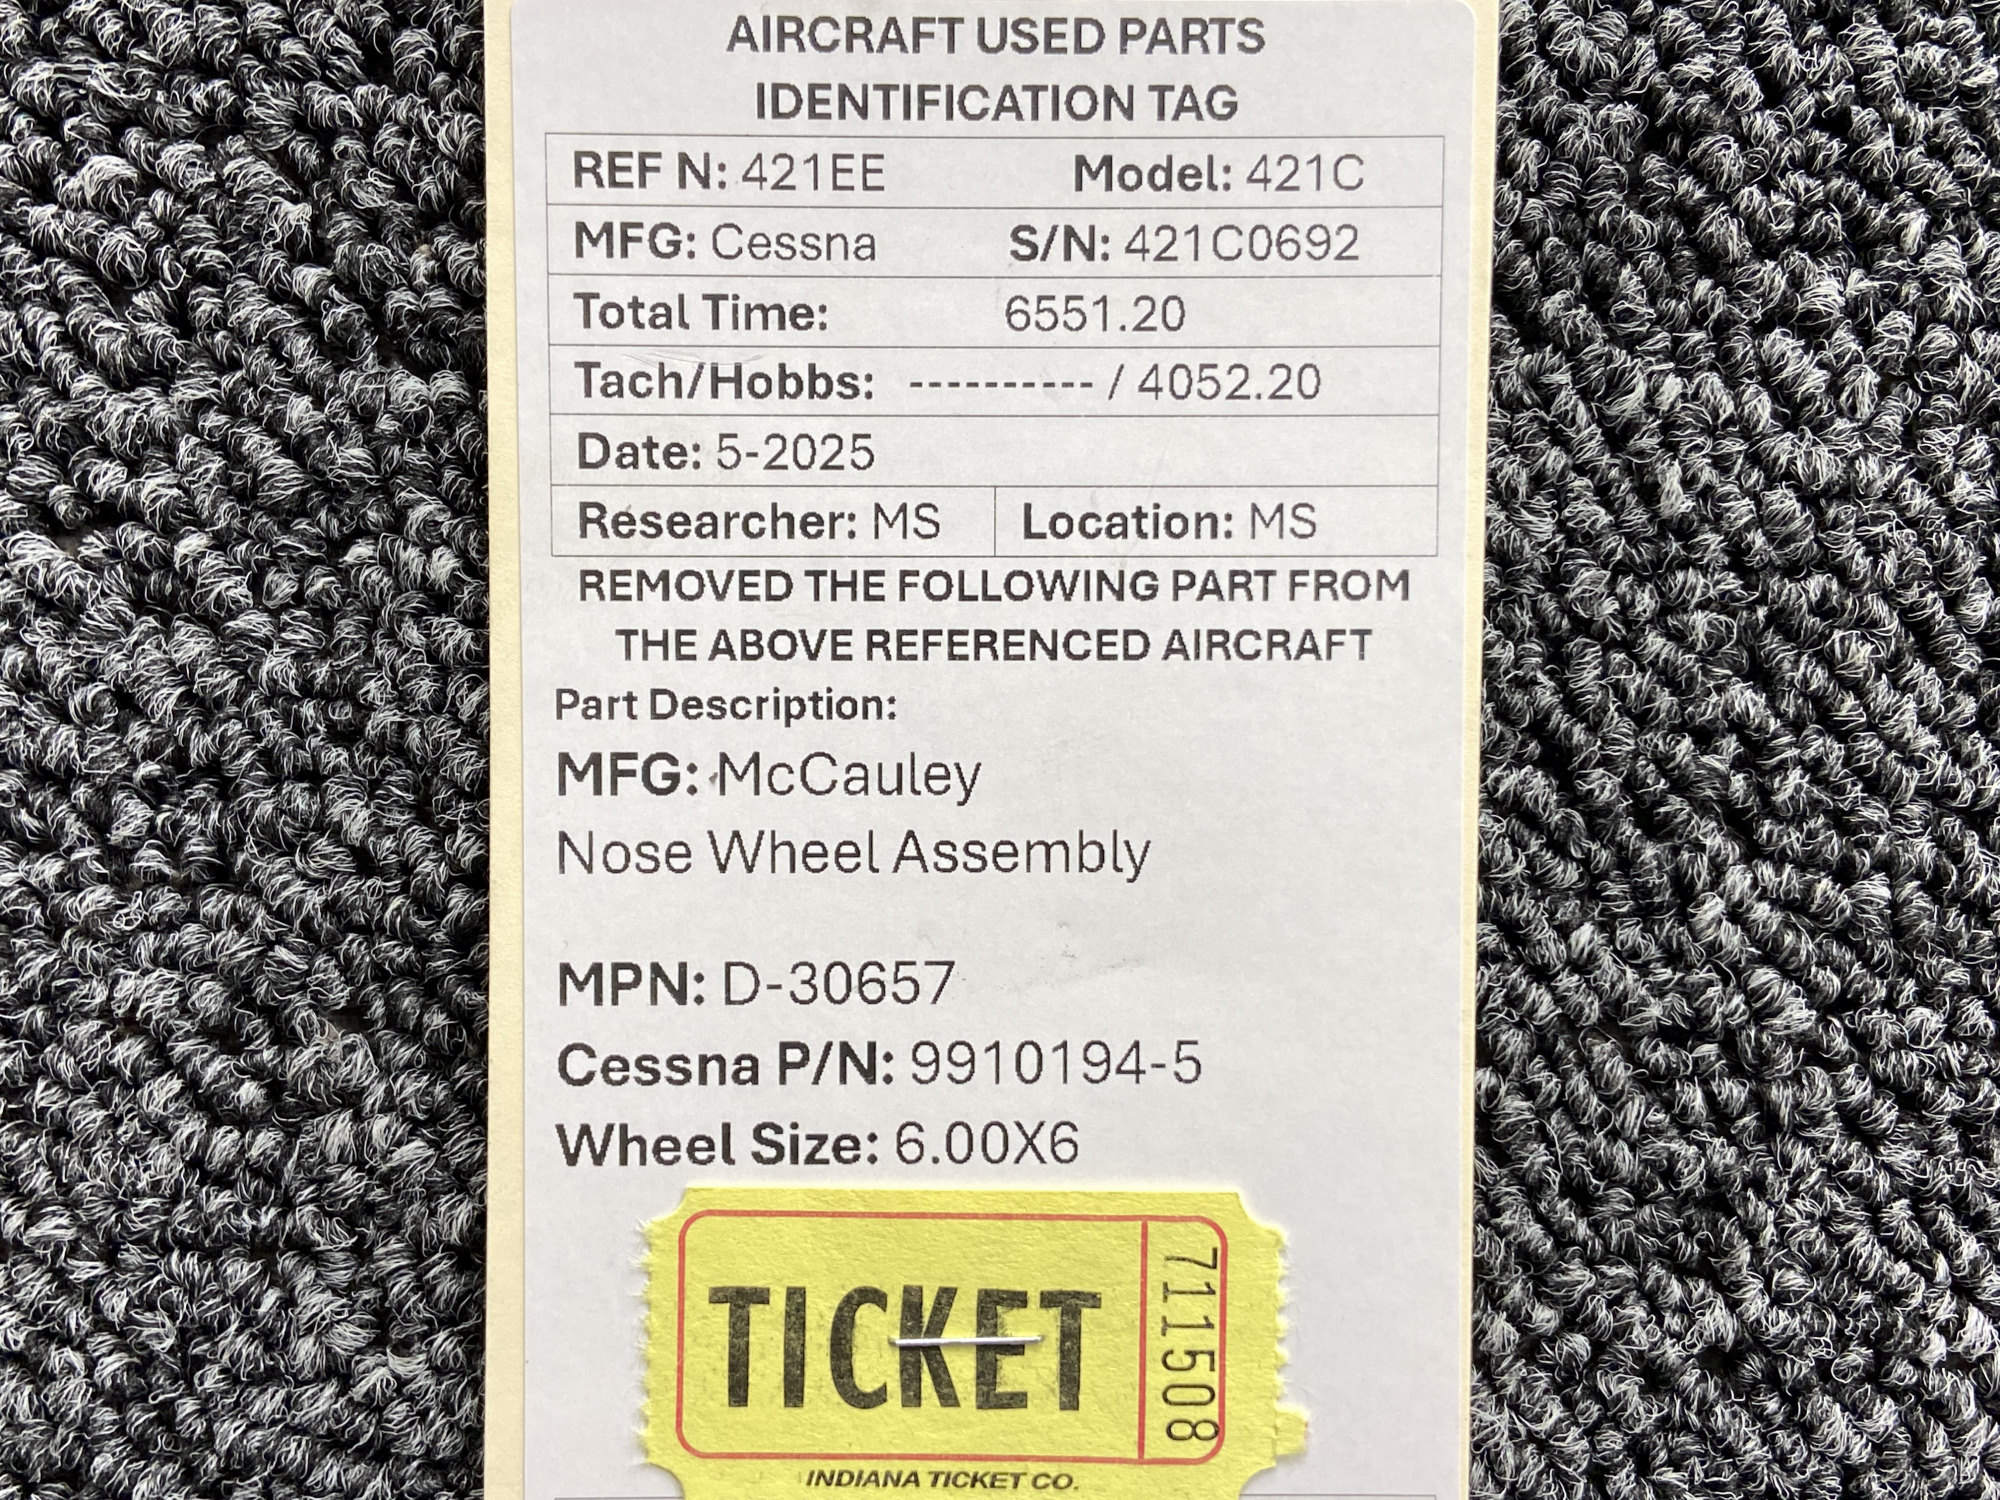 AIRCRAFT USED PARTS
IDENTIFICATION TAG
REF N: 421EE Model: 421C
MFG: Cessna S/N: 421C0692
Total Time: 6551.20
Tach/Hobbs: ---------- / 4052.20
Date: 5-2025
Researcher: MS Location: MS
REMOVED THE FOLLOWING PART FROM
THE ABOVE REFERENCED AIRCRAFT
Part Description:
MFG: McCauley
Nose Wheel Assembly
MPN: D-30657
Cessna P/N: 9910194-5
Wheel Size: 6.00X6
TICKET
711508
INDIANA TICKET CO.